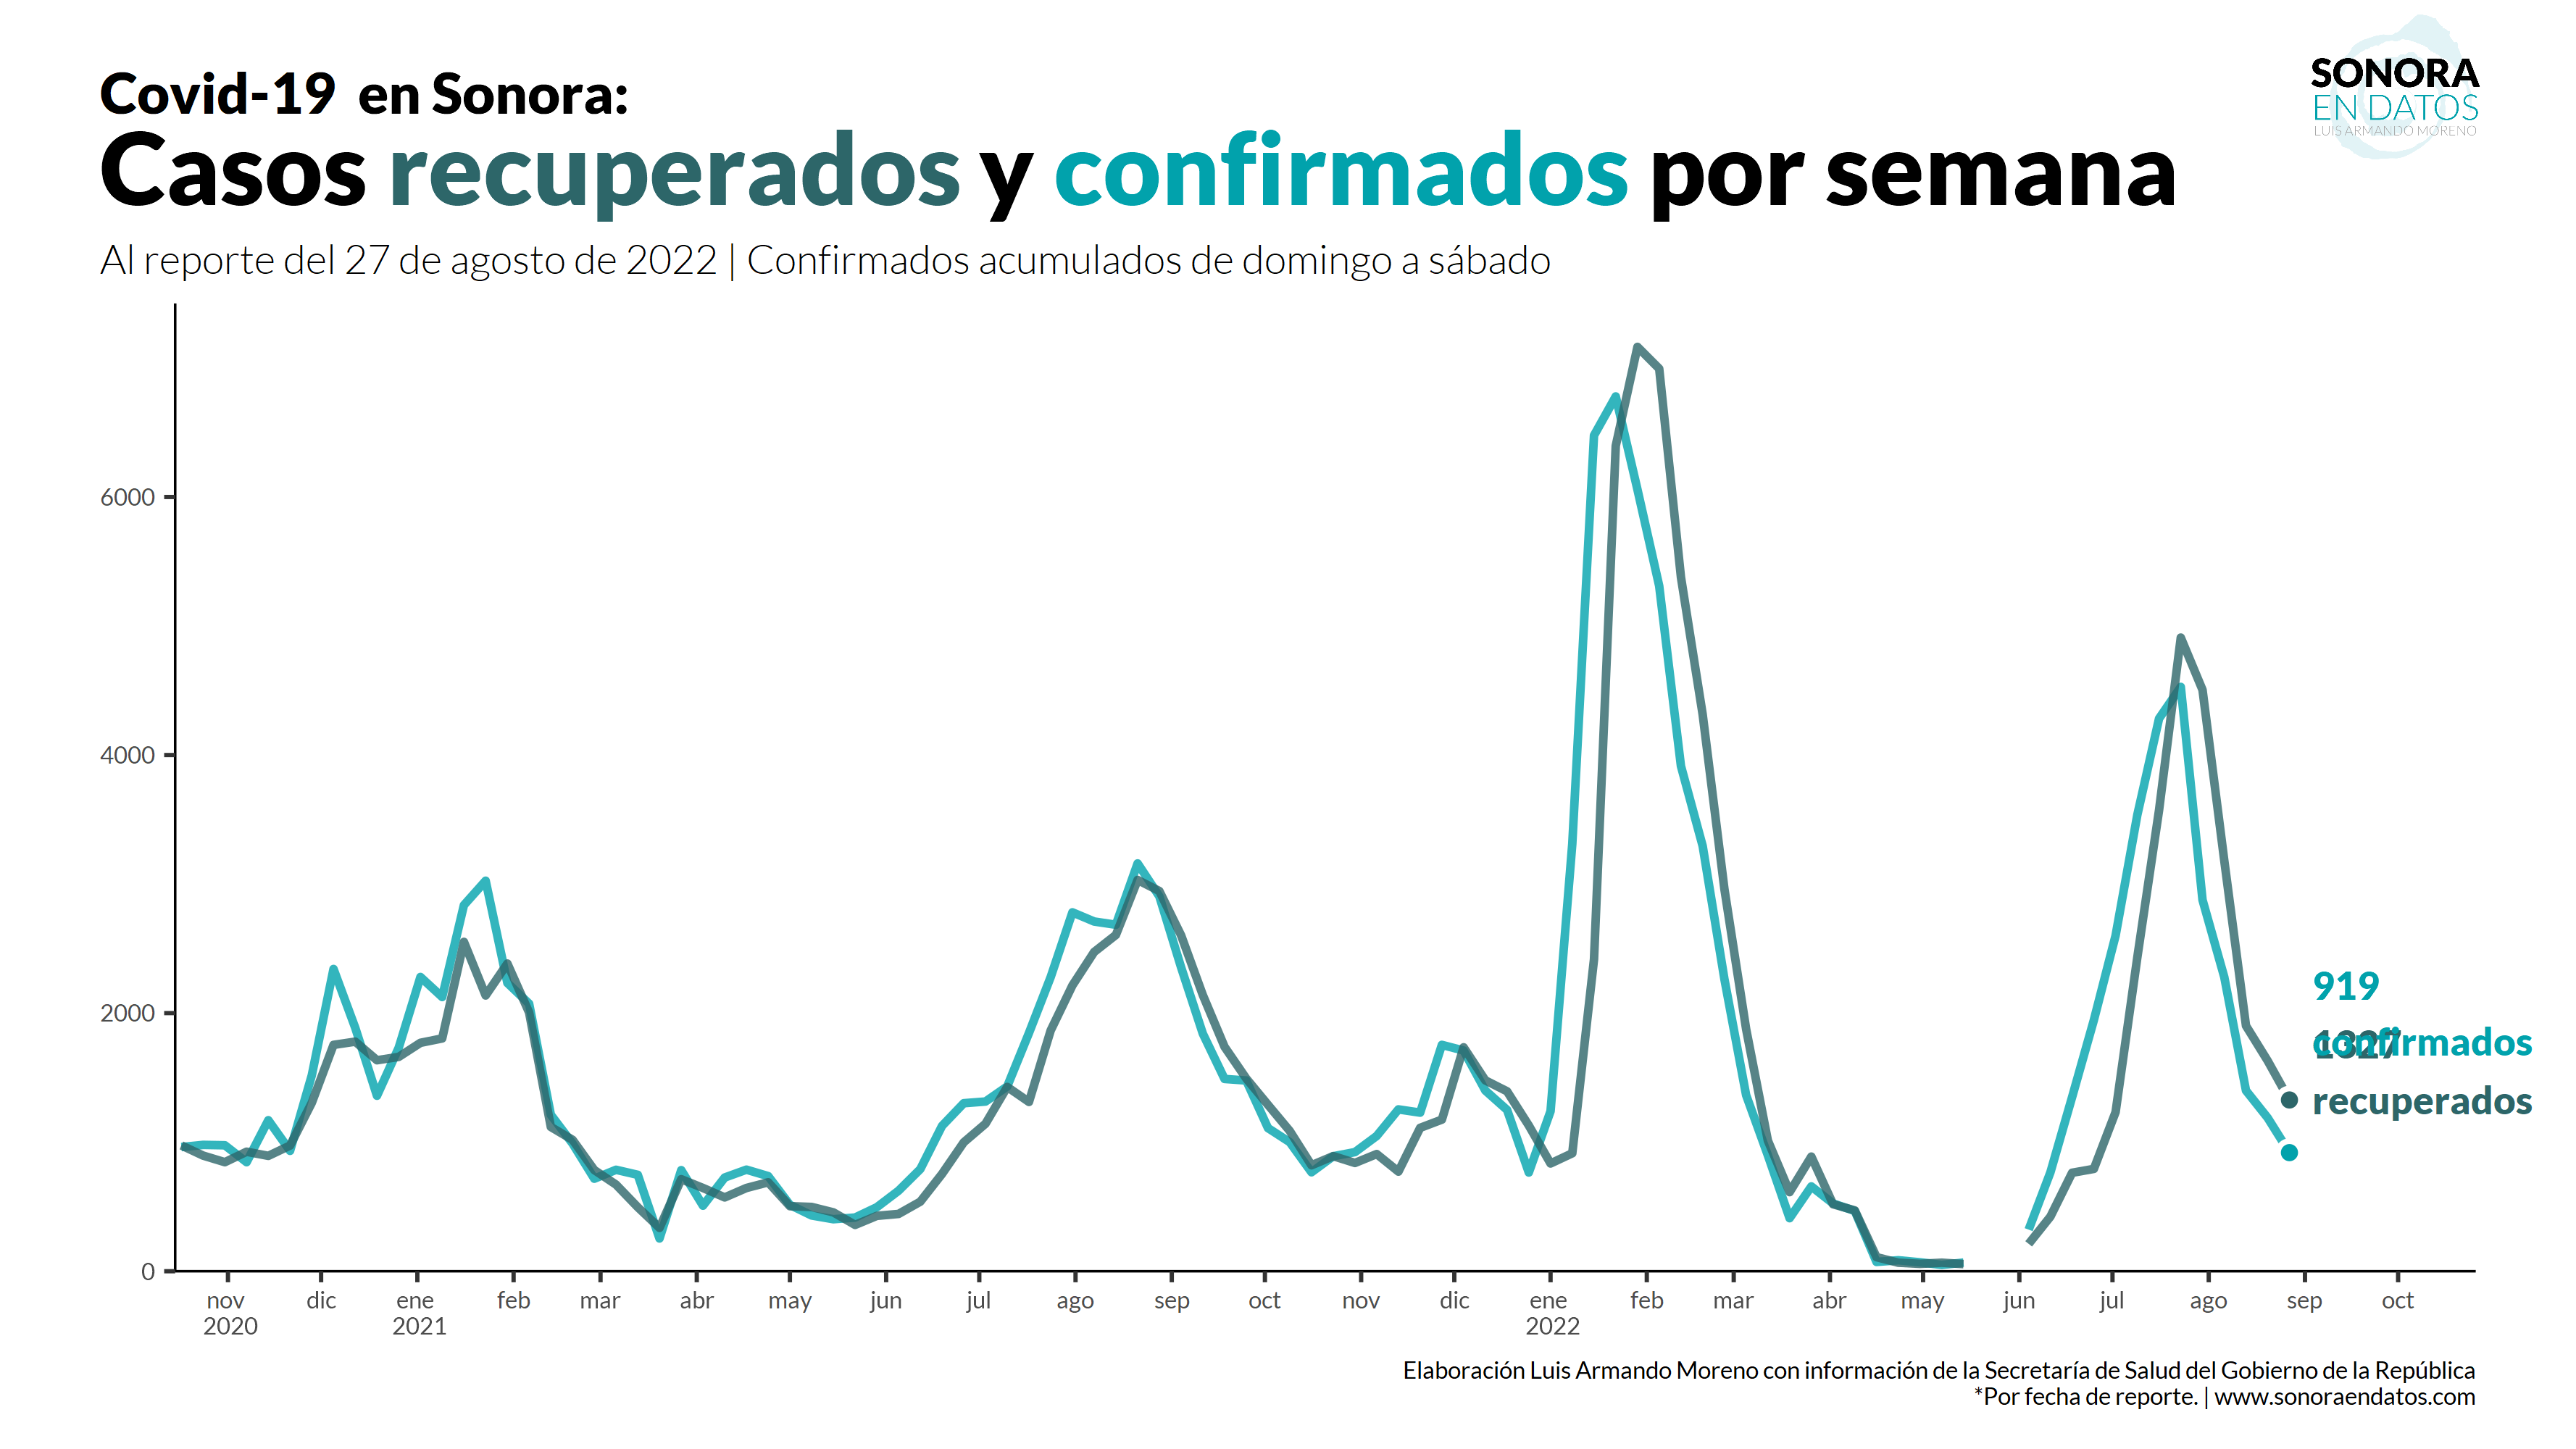 SONORA
EN DATOS
LUIS ARMANDO MORENO
Covid-19 en Sonora:
Casos recuperados y confirmados por semana
Al reporte del 27 de agosto de 2022 | Confirmados acumulados de domingo a sábado
6000
4000
2000
0
919
confirmados
1327
recuperados
nov dic ene feb mar abr may jun jul ago sep oct nov dic ene feb mar abr may jun jul ago sep oct
2020 2021 2022
Elaboración Luis Armando Moreno con información de la Secretaría de Salud del Gobierno de la República
*Por fecha de reporte. | www.sonoraendatos.com